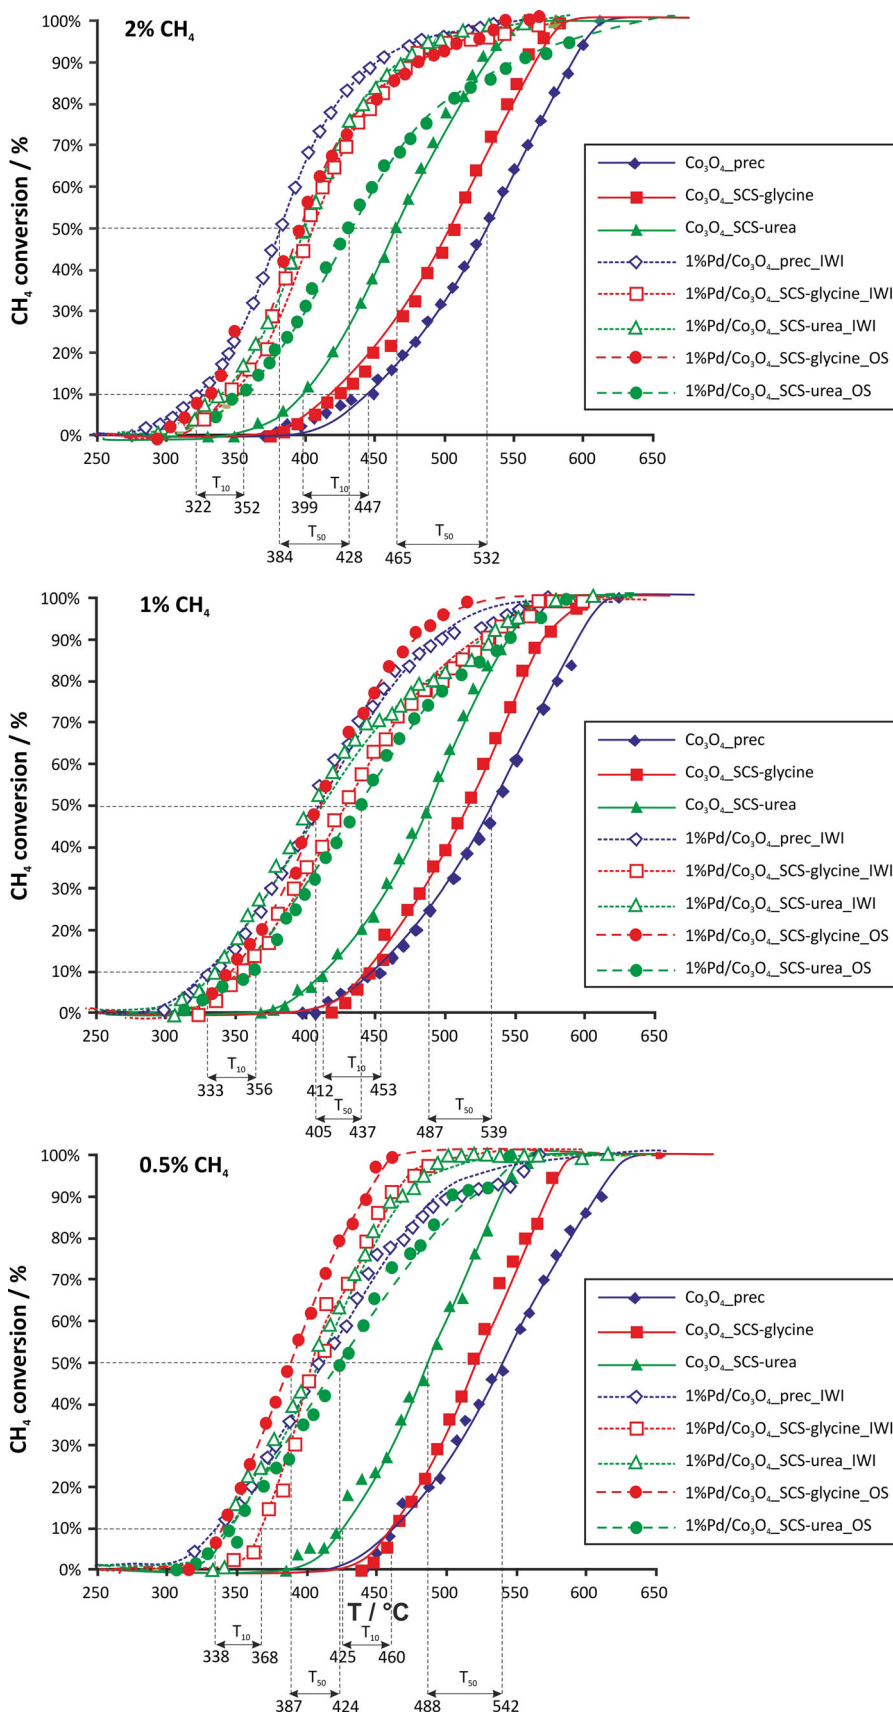 2% CH₄
CH₄ conversion / %
100%
90%
80%
70%
60%
50%
40%
30%
20%
10%
0%
250 300 350 400 450 500 550 600 650
T₁₀ T₁₀
322 352 399 447
T₅₀ T₅₀
384 428 465 532
Co₃O₄_prec
Co₃O₄_SCS-glycine
Co₃O₄_SCS-urea
1%Pd/Co₃O₄_prec_IWI
1%Pd/Co₃O₄_SCS-glycine_IWI
1%Pd/Co₃O₄_SCS-urea_IWI
1%Pd/Co₃O₄_SCS-glycine_OS
1%Pd/Co₃O₄_SCS-urea_OS
1% CH₄
CH₄ conversion / %
100%
90%
80%
70%
60%
50%
40%
30%
20%
10%
0%
250 300 350 400 450 500 550 600 650
T₁₀ T₁₀
333 356 412 453
T₅₀ T₅₀
405 437 487 539
Co₃O₄_prec
Co₃O₄_SCS-glycine
Co₃O₄_SCS-urea
1%Pd/Co₃O₄_prec_IWI
1%Pd/Co₃O₄_SCS-glycine_IWI
1%Pd/Co₃O₄_SCS-urea_IWI
1%Pd/Co₃O₄_SCS-glycine_OS
1%Pd/Co₃O₄_SCS-urea_OS
0.5% CH₄
CH₄ conversion / %
100%
90%
80%
70%
60%
50%
40%
30%
20%
10%
0%
250 300 350 400 450 500 550 600 650
T / °C
T₁₀ T₁₀
338 368 425 460
T₅₀ T₅₀
387 424 488 542
Co₃O₄_prec
Co₃O₄_SCS-glycine
Co₃O₄_SCS-urea
1%Pd/Co₃O₄_prec_IWI
1%Pd/Co₃O₄_SCS-glycine_IWI
1%Pd/Co₃O₄_SCS-urea_IWI
1%Pd/Co₃O₄_SCS-glycine_OS
1%Pd/Co₃O₄_SCS-urea_OS